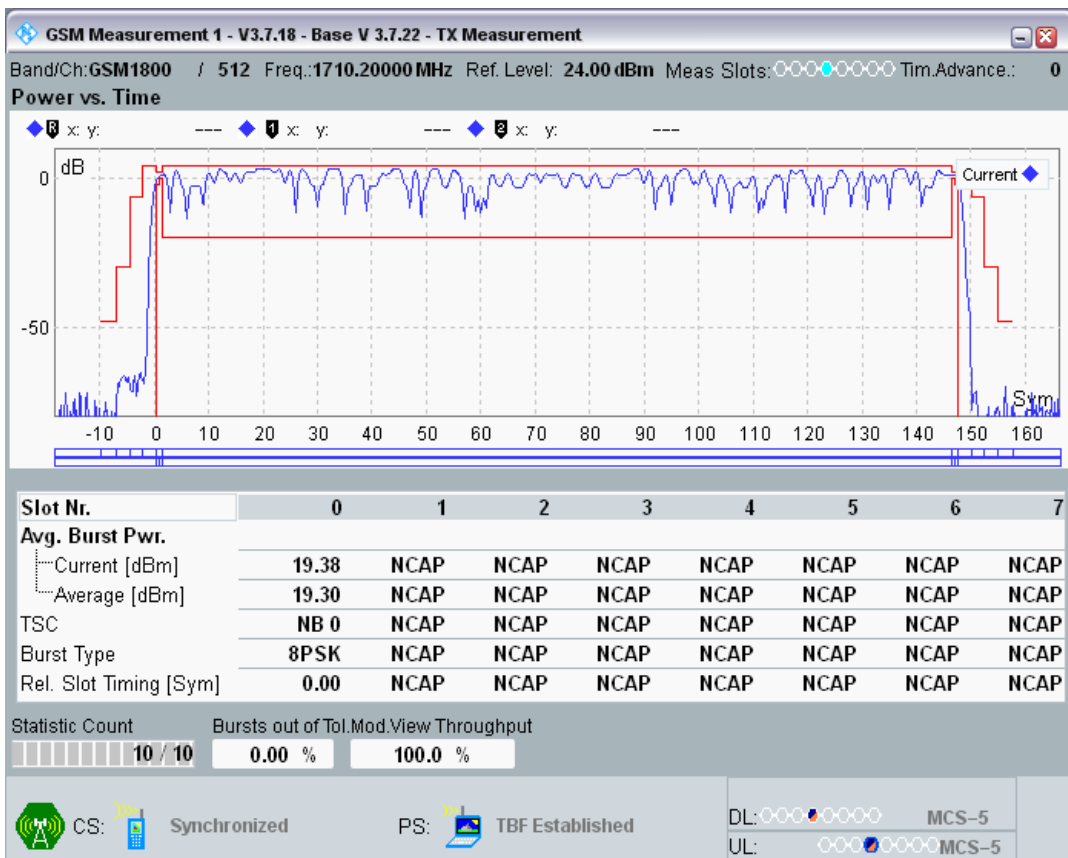 GSM Measurement 1 - V3.7.18 - Base V 3.7.22 - TX Measurement
Band/Ch:GSM1800 / 512 Freq.:1710.20000 MHz Ref. Level: 24.00 dBm Meas Slots: Tim.Advance.: 0
Power vs. Time
R x: y: --- 1 x: y: --- 2 x: y: ---
dB
Current
0
-50
Sym
-10 0 10 20 30 40 50 60 70 80 90 100 110 120 130 140 150 160
Slot Nr. 0 1 2 3 4 5 6 7
Avg. Burst Pwr.
Current [dBm] 19.38 NCAP NCAP NCAP NCAP NCAP NCAP NCAP
Average [dBm] 19.30 NCAP NCAP NCAP NCAP NCAP NCAP NCAP
TSC NB 0 NCAP NCAP NCAP NCAP NCAP NCAP NCAP
Burst Type 8PSK NCAP NCAP NCAP NCAP NCAP NCAP NCAP
Rel. Slot Timing [Sym] 0.00 NCAP NCAP NCAP NCAP NCAP NCAP NCAP
Statistic Count Bursts out of Tol.Mod.View Throughput
10 / 10 0.00 % 100.0 %
CS: Synchronized PS: TBF Established
DL: MCS-5
UL: MCS-5